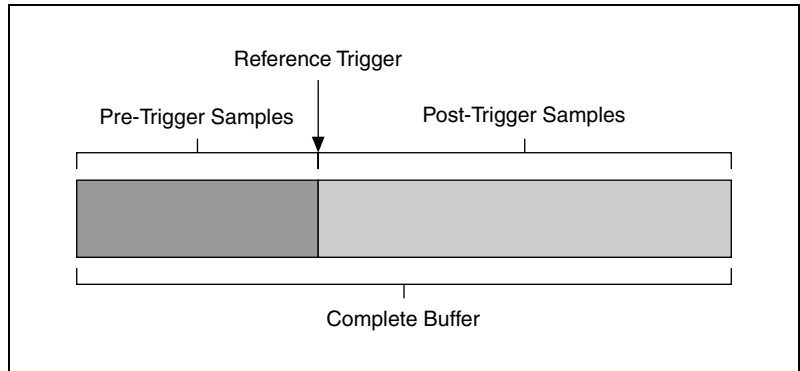 Reference Trigger
Pre-Trigger Samples
Post-Trigger Samples
Complete Buffer